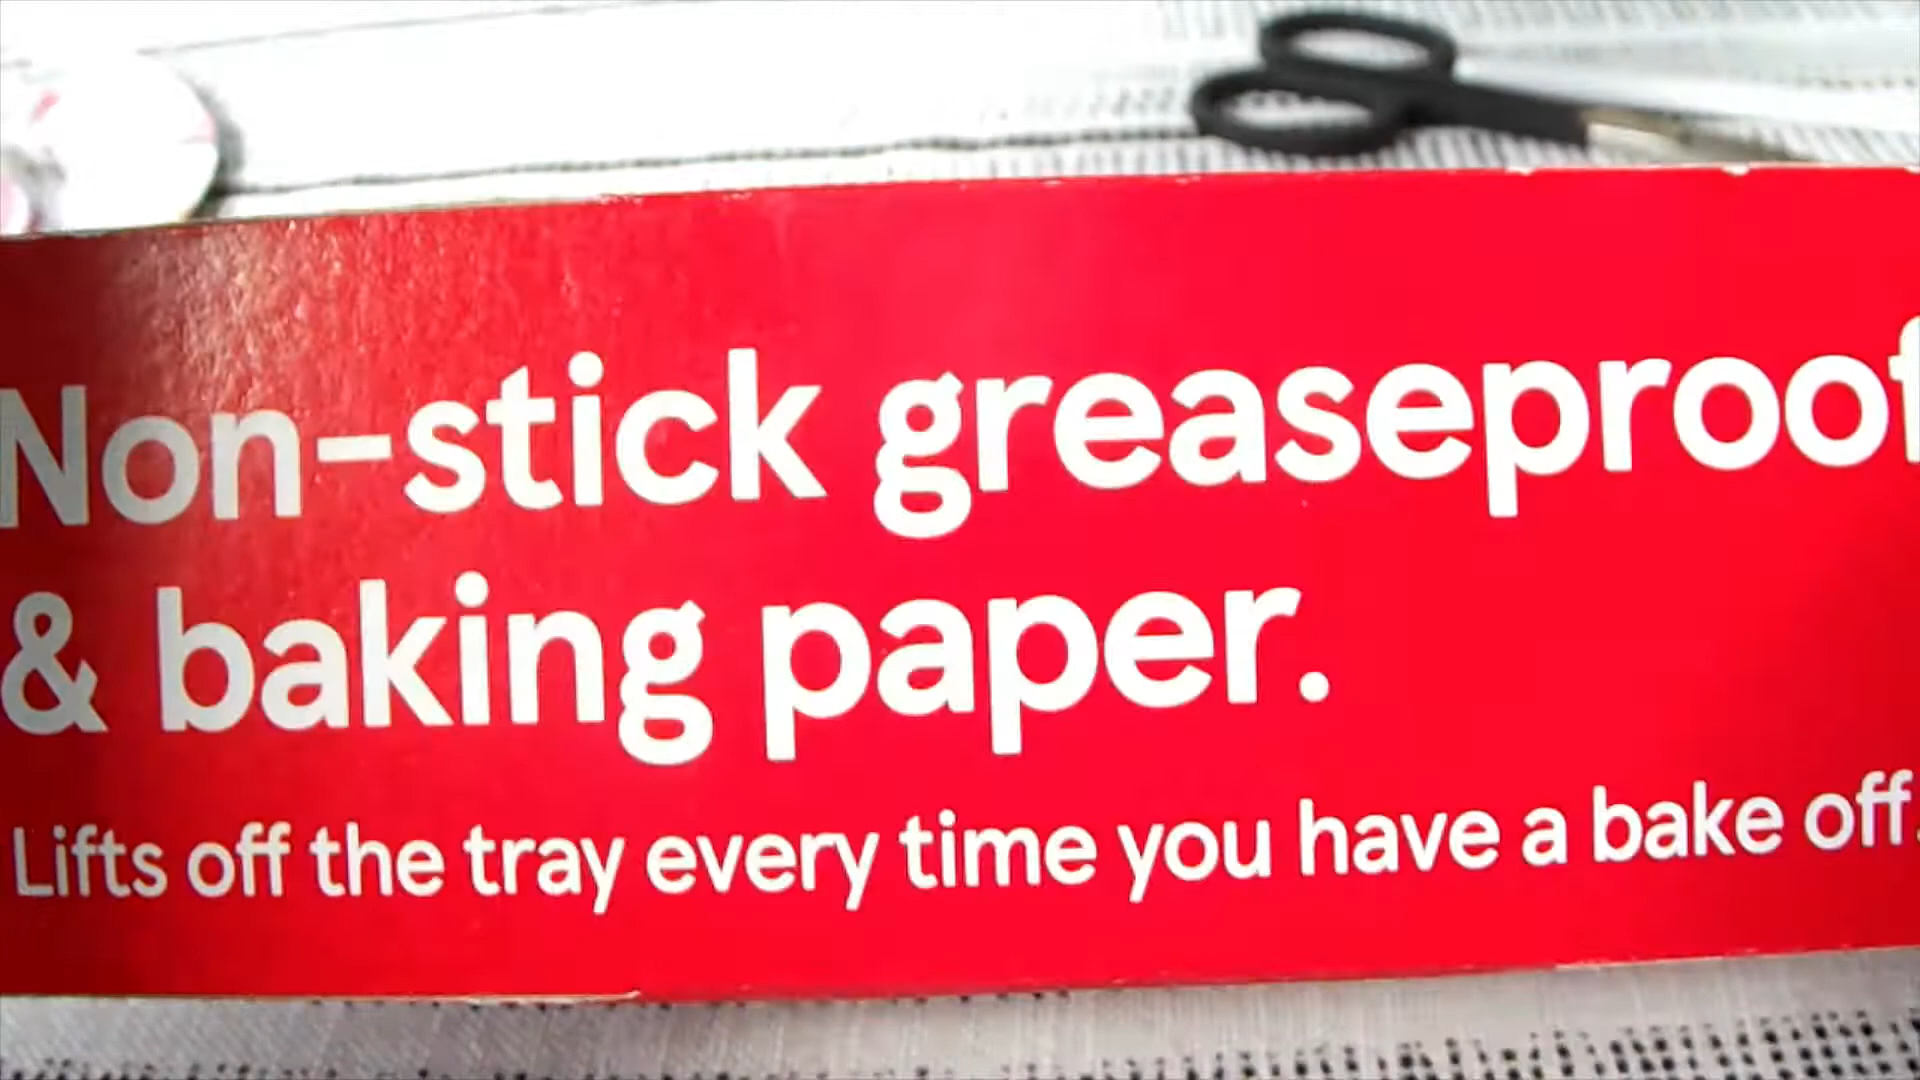 Non-stick greaseproof
& baking paper.
Lifts off the tray every time you have a bake off.